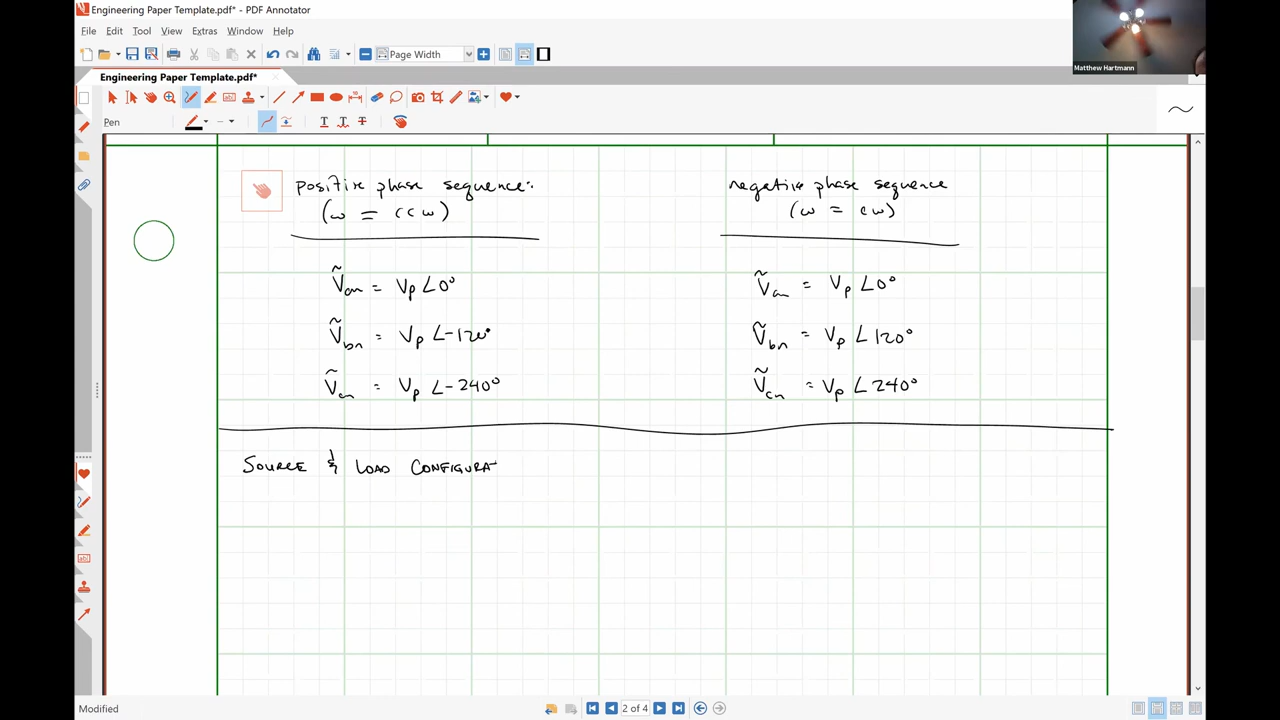 Engineering Paper Template.pdf* - PDF Annotator
File Edit Tool View Extras Window Help
Page Width
Engineering Paper Template.pdf*
Matthew Hartmann
Pen
positive phase sequence:
(ω = ccw)
Ṽan = Vp∠0°
Ṽbn = Vp∠-120°
Ṽcn = Vp∠-240°
negative phase sequence
(ω = cw)
Ṽan = Vp∠0°
Ṽbn = Vp∠120°
Ṽcn = Vp∠240°
SOURCE & LOAD CONFIGURA
Modified
2 of 4